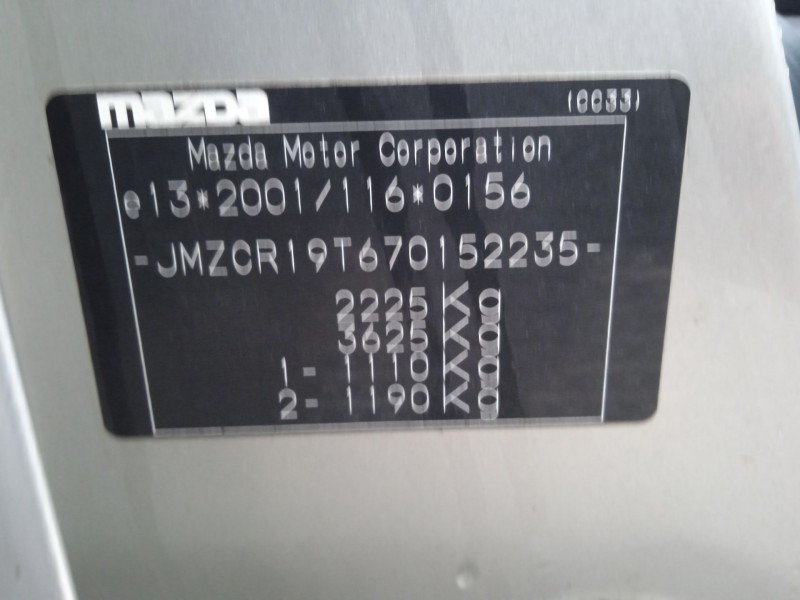 mazda (0033)
Mazda Motor Corporation
e13*2001/116*0156
-JMZCR19T670152235-
2225 KG
3625 KG
1- 1110 KG
2- 1190 KG